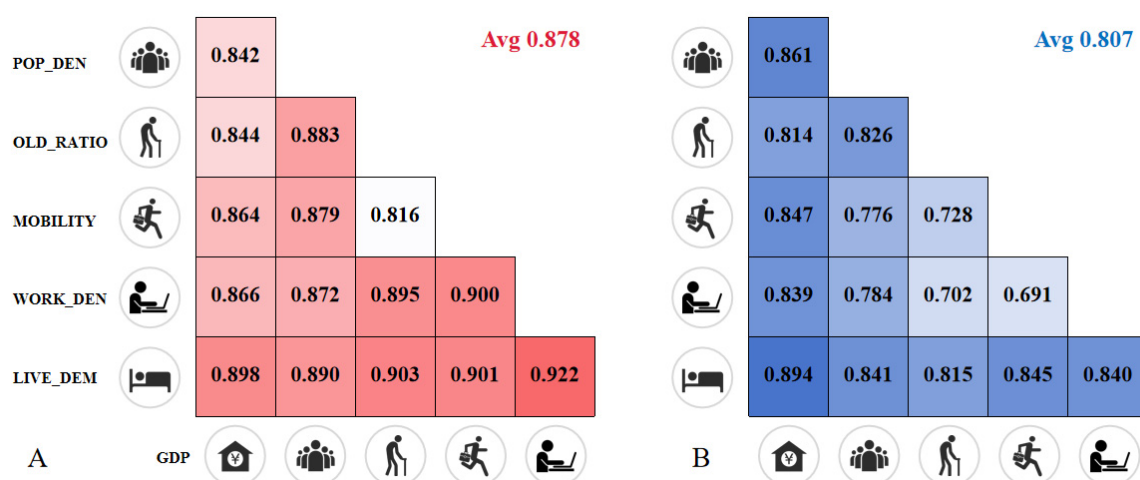 Avg 0.878
POP_DEN 0.842
OLD_RATIO 0.844 0.883
MOBILITY 0.864 0.879 0.816
WORK_DEN 0.866 0.872 0.895 0.900
LIVE_DEM 0.898 0.890 0.903 0.901 0.922
A GDP ¥
Avg 0.807
0.861
0.814 0.826
0.847 0.776 0.728
0.839 0.784 0.702 0.691
0.894 0.841 0.815 0.845 0.840
B ¥